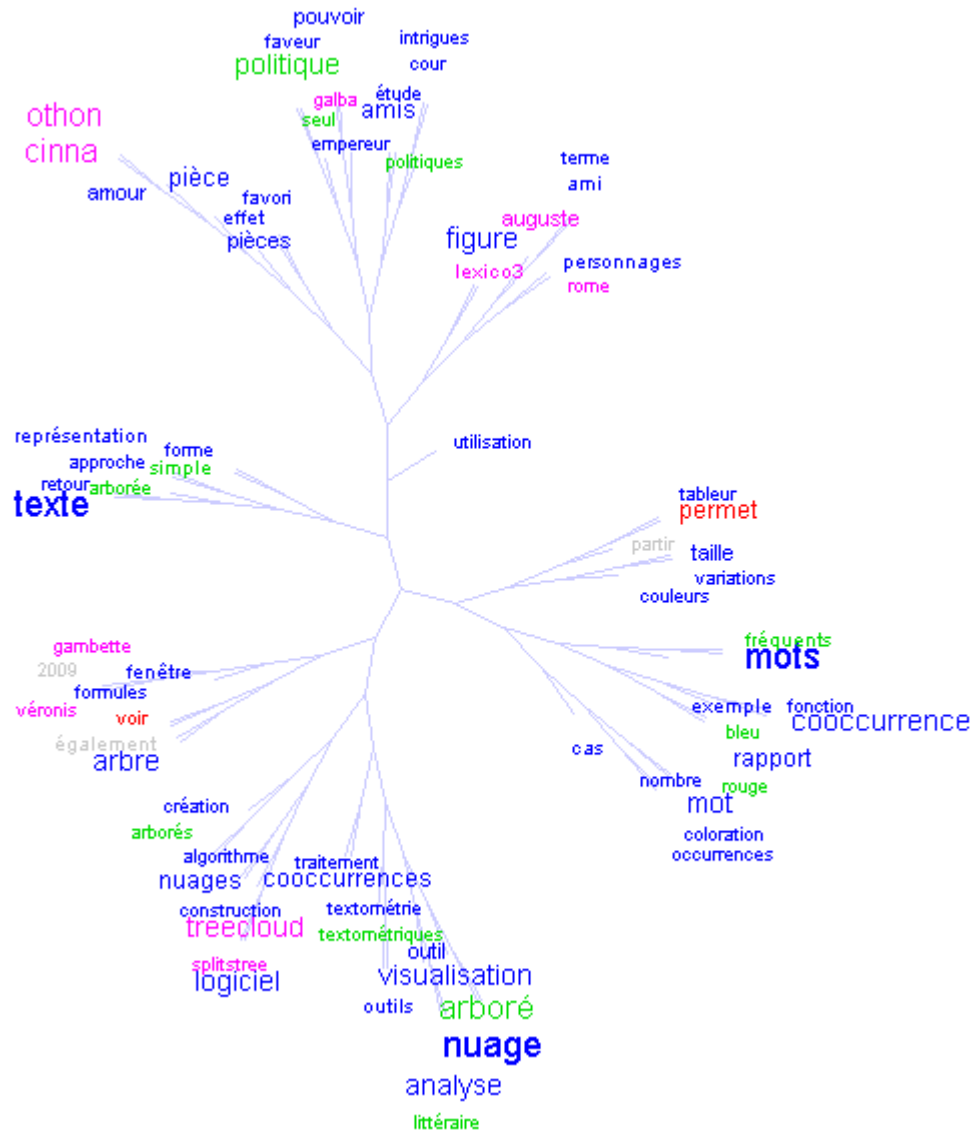 pouvoir
faveur
intrigues
politique
cour
étude
galba
amis
othon
seul
empereur
cinna
politiques
terme
pièce
ami
amour
favori
effet
auguste
pièces
figure
personnages
lexico3
rome
représentation
utilisation
forme
approche
simple
retour
arborée
texte
tableur
permet
partir
taille
variations
couleurs
gambette
fréquents
mots
2009
fenêtre
formules
véronis
voir
exemple
fonction
cooccurrence
également
bleu
arbre
cas
rapport
nombre
rouge
mot
création
arborés
coloration
algorithme
traitement
occurrences
nuages
cooccurrences
construction
textométrie
treecloud
textométriques
outil
splitstree
visualisation
logiciel
outils
arboré
nuage
analyse
littéraire